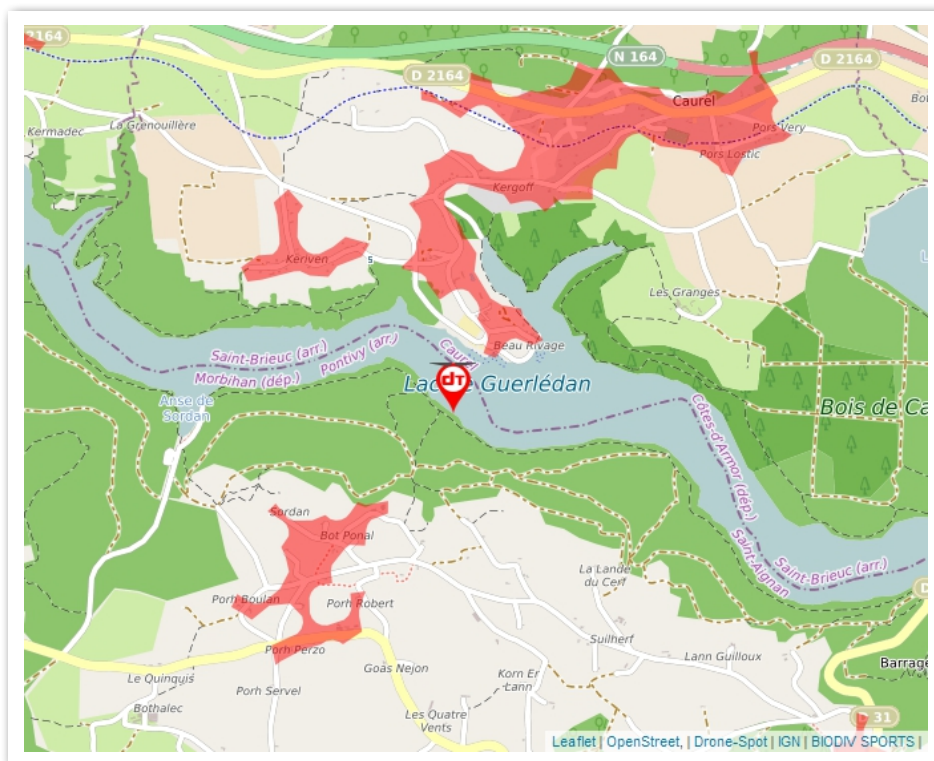 2164
N 164
D 2164
D 2164
Caurel
Kermadec
La Grenouillère
Pors Very
Pors Lostic
Kergoff
Keriven
5
Les Granges
Beau Rivage
Saint-Brieuc (arr.)
Pontivy (arr.)
Morbihan (dép.)
Caurel
Guerlédan
Anse de
Sordan
Bois de Ca
Côtes-d'Armor (dép.)
Saint-Aignan
Saint-Brieuc (arr.)
Sordan
Bot Ponal
La Lande
du Cerf
Porh Boulan
Porh Robert
Suilherf
Porh Perzo
Goas Nejon
Lann Guilloux
Barrage
Le Quinquis
Porh Servel
Korn Er
Lann
Bothalec
Les Quatre
Vents
31
Leaflet | OpenStreet, | Drone-Spot | IGN | BIODIV SPORTS |